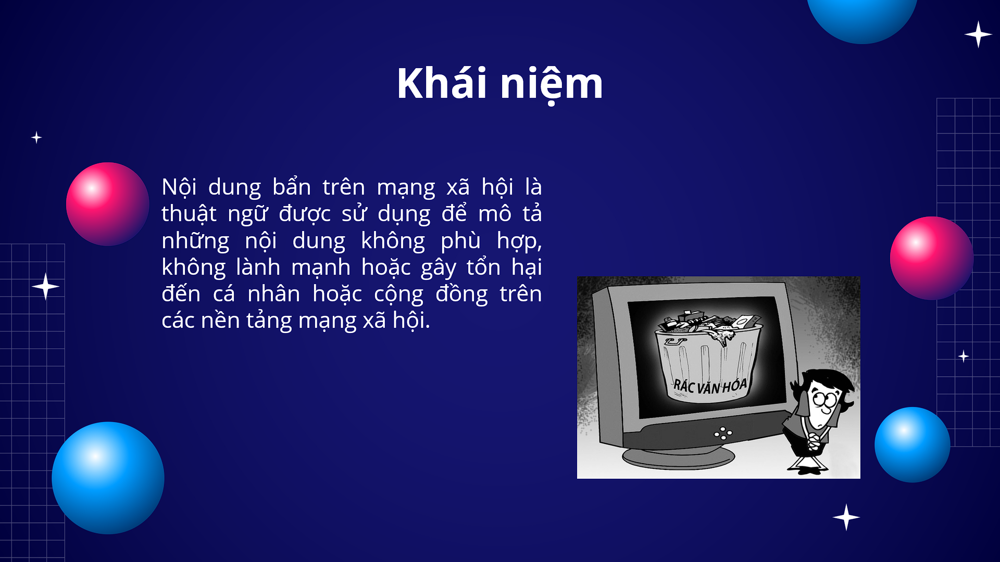 Khái niệm
Nội dung bẩn trên mạng xã hội là
thuật ngữ được sử dụng để mô tả
những nội dung không phù hợp,
không lành mạnh hoặc gây tổn hại
đến cá nhân hoặc cộng đồng trên
các nền tảng mạng xã hội.
RÁC VĂN HÓA